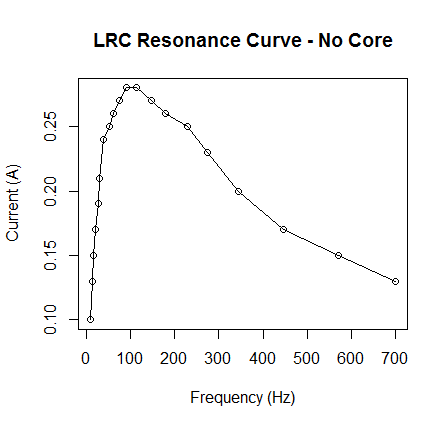 LRC Resonance Curve - No Core
Current (A)
0.25
0.20
0.15
0.10
0 100 200 300 400 500 600 700
Frequency (Hz)